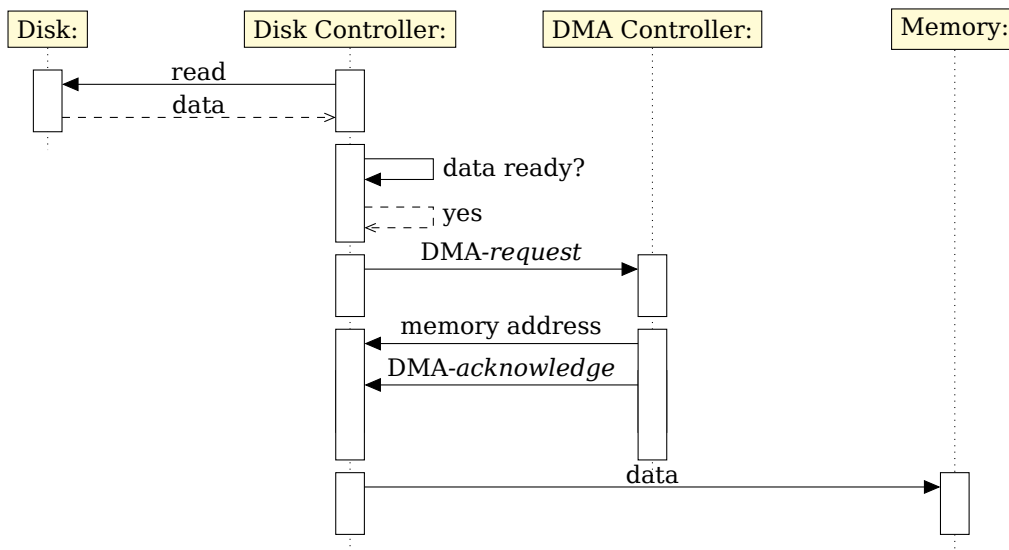 Disk:
Disk Controller:
DMA Controller:
Memory:
read
data
data ready?
yes
DMA-request
memory address
DMA-acknowledge
data